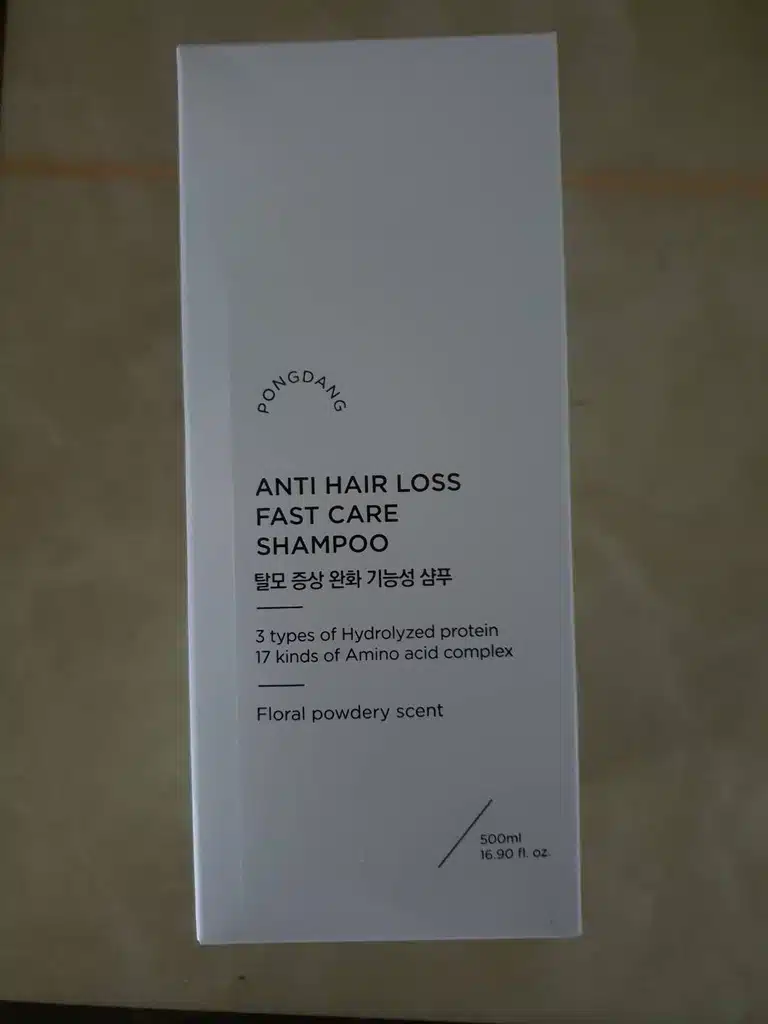 PONGDANG
ANTI HAIR LOSS
FAST CARE
SHAMPOO
탈모 증상 완화 기능성 샴푸
3 types of Hydrolyzed protein
17 kinds of Amino acid complex
Floral powdery scent
500ml
16.90 fl. oz.